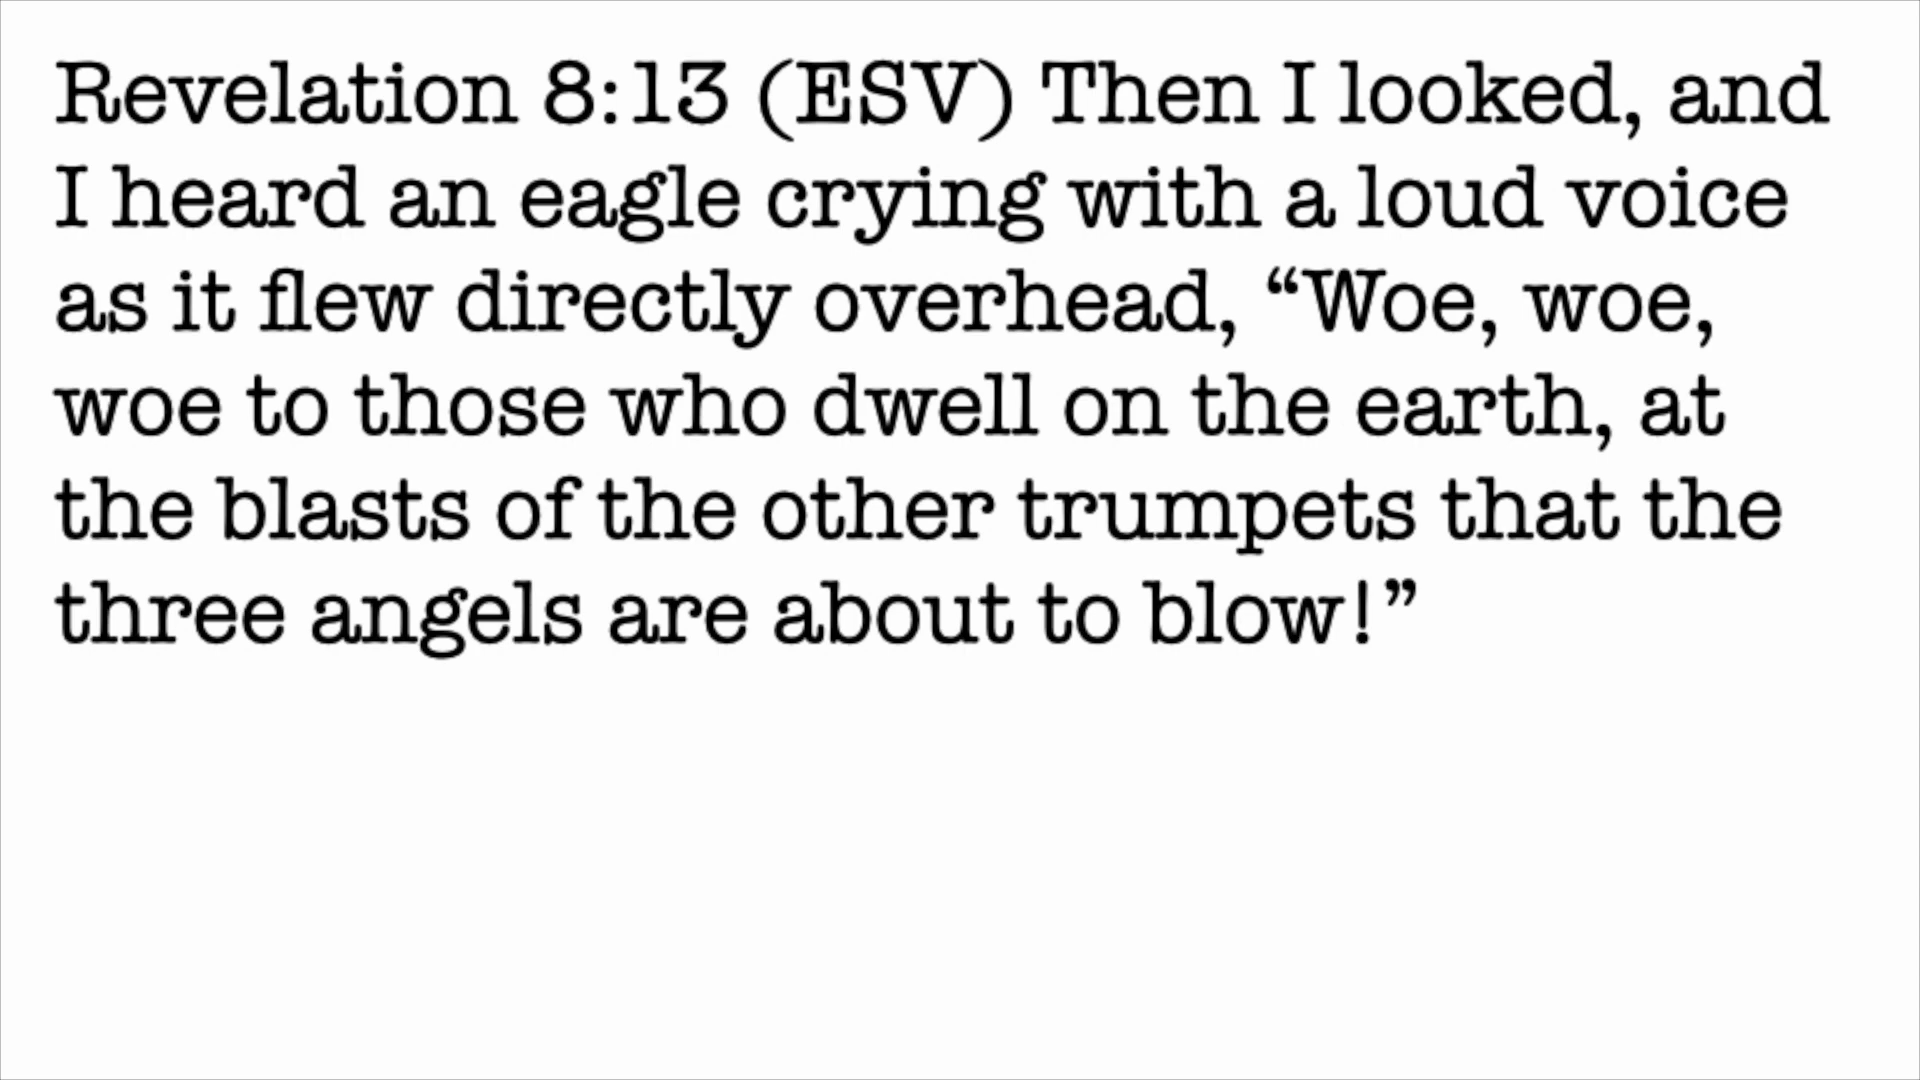 Revelation 8:13 (ESV) Then I looked, and
I heard an eagle crying with a loud voice
as it flew directly overhead, “Woe, woe,
woe to those who dwell on the earth, at
the blasts of the other trumpets that the
three angels are about to blow!”